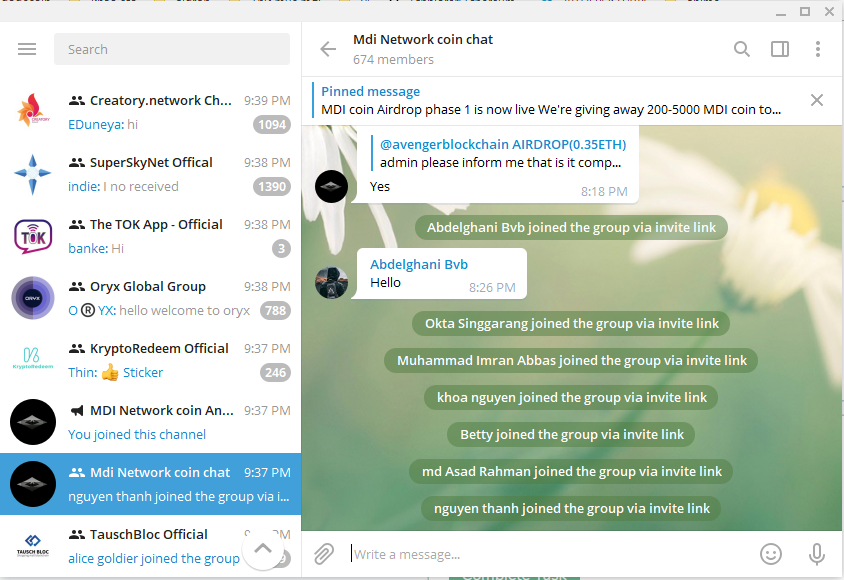 Search
Creatory.network Ch...
9:39 PM
EDuneya: hi
1094
SuperSkyNet Offical
9:38 PM
indie: I no received
1390
The TOK App - Official
9:38 PM
banke: Hi
3
TOK
Oryx Global Group
9:38 PM
O ® YX: hello welcome to oryx
788
ORYX
KryptoRedeem Official
9:37 PM
Thin: 👍 Sticker
246
KryptoRedeem
MDI Network coin An...
9:37 PM
You joined this channel
Mdi Network coin chat
9:37 PM
nguyen thanh joined the group via i...
TauschBloc Official
PM
alice goldier joined the group
TAUSCH BLOC
Mdi Network coin chat
674 members
Pinned message
MDI coin Airdrop phase 1 is now live We're giving away 200-5000 MDI coin to...
@avengerblockchain AIRDROP(0.35ETH)
admin please inform me that is it comp...
Yes
8:18 PM
Abdelghani Bvb joined the group via invite link
Abdelghani Bvb
Hello
8:26 PM
Okta Singgarang joined the group via invite link
Muhammad Imran Abbas joined the group via invite link
khoa nguyen joined the group via invite link
Betty joined the group via invite link
md Asad Rahman joined the group via invite link
nguyen thanh joined the group via invite link
Write a message...